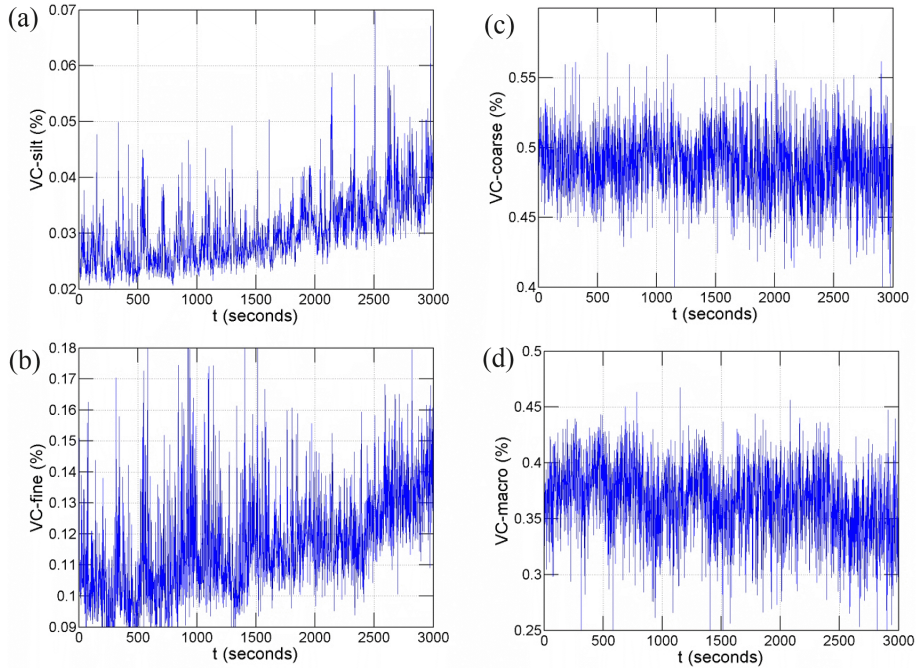 (a)
0.07
0.06
0.05
0.04
0.03
0.02
VC-silt (%)
0 500 1000 1500 2000 2500 3000
t (seconds)
(c)
0.55
0.5
0.45
0.4
VC-coarse (%)
0 500 1000 1500 2000 2500 3000
t (seconds)
(b)
0.18
0.17
0.16
0.15
0.14
0.13
0.12
0.11
0.1
0.09
VC-fine (%)
0 500 1000 1500 2000 2500 3000
t (seconds)
(d)
0.5
0.45
0.4
0.35
0.3
0.25
VC-macro (%)
0 500 1000 1500 2000 2500 3000
t (seconds)